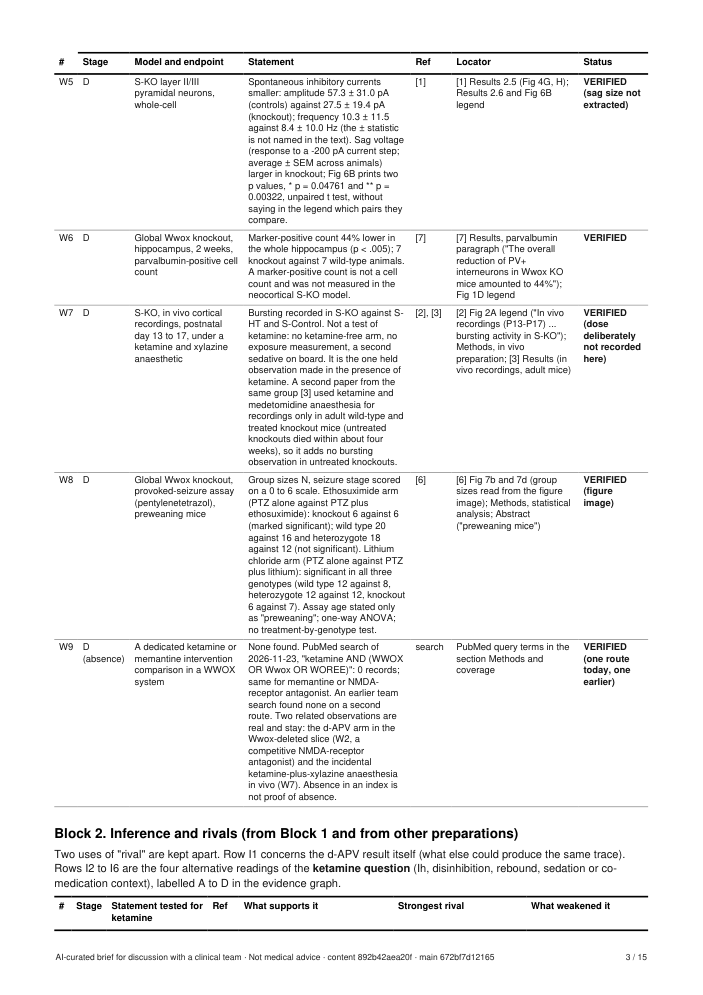 # Stage Model and endpoint Statement Ref Locator Status
W5 D S-KO layer II/III pyramidal neurons, whole-cell
Spontaneous inhibitory currents
smaller: amplitude 57.3 ± 31.0 pA
(controls) against 27.5 ± 19.4 pA
(knockout); frequency 10.3 ± 11.5
against 8.4 ± 10.0 Hz (the ± statistic
is not named in the text). Sag voltage
(response to a -200 pA current step;
average ± SEM across animals)
larger in knockout; Fig 6B prints two
p values, * p = 0.04761 and ** p =
0.00322, unpaired t test, without
saying in the legend which pairs they
compare.
[1]
[1] Results 2.5 (Fig 4G, H);
Results 2.6 and Fig 6B
legend
VERIFIED
(sag size not
extracted)
W6 D Global Wwox knockout,
hippocampus, 2 weeks,
parvalbumin-positive cell
count
Marker-positive count 44% lower in
the whole hippocampus (p < .005); 7
knockout against 7 wild-type animals.
A marker-positive count is not a cell
count and was not measured in the
neocortical S-KO model.
[7]
[7] Results, parvalbumin
paragraph ("The overall
reduction of PV+
interneurons in Wwox KO
mice amounted to 44%");
Fig 1D legend
VERIFIED
W7 D S-KO, in vivo cortical
recordings, postnatal
day 13 to 17, under a
ketamine and xylazine
anaesthetic
Bursting recorded in S-KO against S-
HT and S-Control. Not a test of
ketamine: no ketamine-free arm, no
exposure measurement, a second
sedative on board. It is the one held
observation made in the presence of
ketamine. A second paper from the
same group [3] used ketamine and
medetomidine anaesthesia for
recordings only in adult wild-type and
treated knockout mice (untreated
knockouts died within about four
weeks), so it adds no bursting
observation in untreated knockouts.
[2], [3]
[2] Fig 2A legend ("In vivo
recordings (P13-P17) ...
bursting activity in S-KO");
Methods, in vivo
preparation; [3] Results (in
vivo recordings, adult mice)
VERIFIED
(dose
deliberately
not recorded
here)
W8 D Global Wwox knockout,
provoked-seizure assay
(pentylenetetrazol),
preweaning mice
Group sizes N, seizure stage scored
on a 0 to 6 scale. Ethosuximide arm
(PTZ alone against PTZ plus
ethosuximide): knockout 6 against 6
(marked significant); wild type 20
against 16 and heterozygote 18
against 12 (not significant). Lithium
chloride arm (PTZ alone against PTZ
plus lithium): significant in all three
genotypes (wild type 12 against 8,
heterozygote 12 against 12, knockout
6 against 7). Assay age stated only
as "preweaning"; one-way ANOVA;
no treatment-by-genotype test.
[6]
[6] Fig 7b and 7d (group
sizes read from the figure
image); Methods, statistical
analysis; Abstract
("preweaning mice")
VERIFIED
(figure
image)
W9 D
(absence)
A dedicated ketamine or
memantine intervention
comparison in a WWOX
system
None found. PubMed search of
2026-11-23, "ketamine AND (WWOX
OR Wwox OR WOREE)": 0 records;
same for memantine or NMDA-
receptor antagonist. An earlier team
search found none on a second
route. Two related observations are
real and stay: the d-APV arm in the
Wwox-deleted slice (W2, a
competitive NMDA-receptor
antagonist) and the incidental
ketamine-plus-xylazine anaesthesia
in vivo (W7). Absence in an index is
not proof of absence.
search
PubMed query terms in the
section Methods and
coverage
VERIFIED
(one route
today, one
earlier)
Block 2. Inference and rivals (from Block 1 and from other preparations)
Two uses of "rival" are kept apart. Row I1 concerns the d-APV result itself (what else could produce the same trace).
Rows I2 to I6 are the four alternative readings of the ketamine question (Ih, disinhibition, rebound, sedation or co-
medication context), labelled A to D in the evidence graph.
# Stage Statement tested for
ketamine
Ref What supports it Strongest rival What weakened it
AI-curated brief for discussion with a clinical team · Not medical advice · content 892b42aea20f · main 672bf7d12165
3 / 15